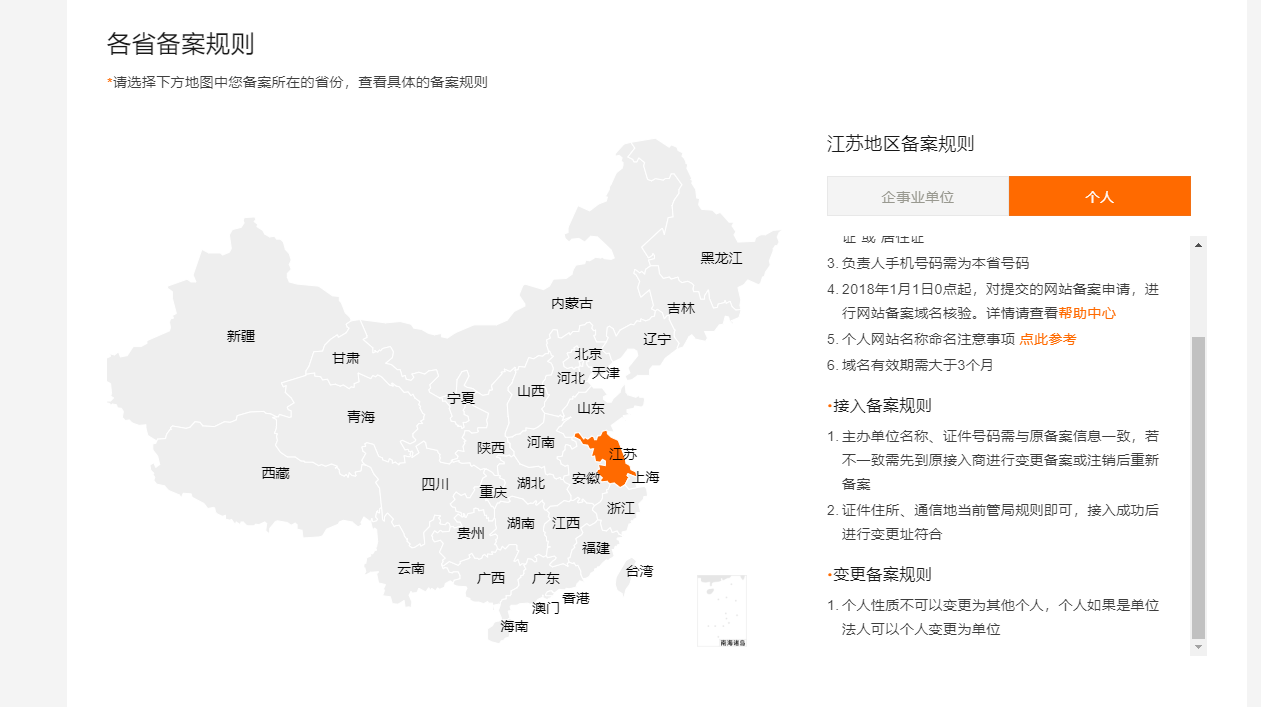 各省备案规则
*请选择下方地图中您备案所在的省份，查看具体的备案规则
黑龙江
内蒙古
吉林
新疆
辽宁
甘肃
北京
天津
河北
山西
宁夏
山东
青海
河南
陕西
江苏
西藏
安徽
上海
四川
湖北
重庆
浙江
湖南
江西
贵州
福建
云南
台湾
广西
广东
香港
澳门
海南
南海诸岛
江苏地区备案规则
企事业单位
个人
证 或 居住证
3. 负责人手机号码需为本省号码
4. 2018年1月1日0点起，对提交的网站备案申请，进
行网站备案域名核验。详情请查看帮助中心
5. 个人网站名称命名注意事项 点此参考
6. 域名有效期需大于3个月
·接入备案规则
1. 主办单位名称、证件号码需与原备案信息一致，若
不一致需先到原接入商进行变更备案或注销后重新
备案
2. 证件住所、通信地当前管局规则即可，接入成功后
进行变更址符合
·变更备案规则
1. 个人性质不可以变更为其他个人，个人如果是单位
法人可以个人变更为单位